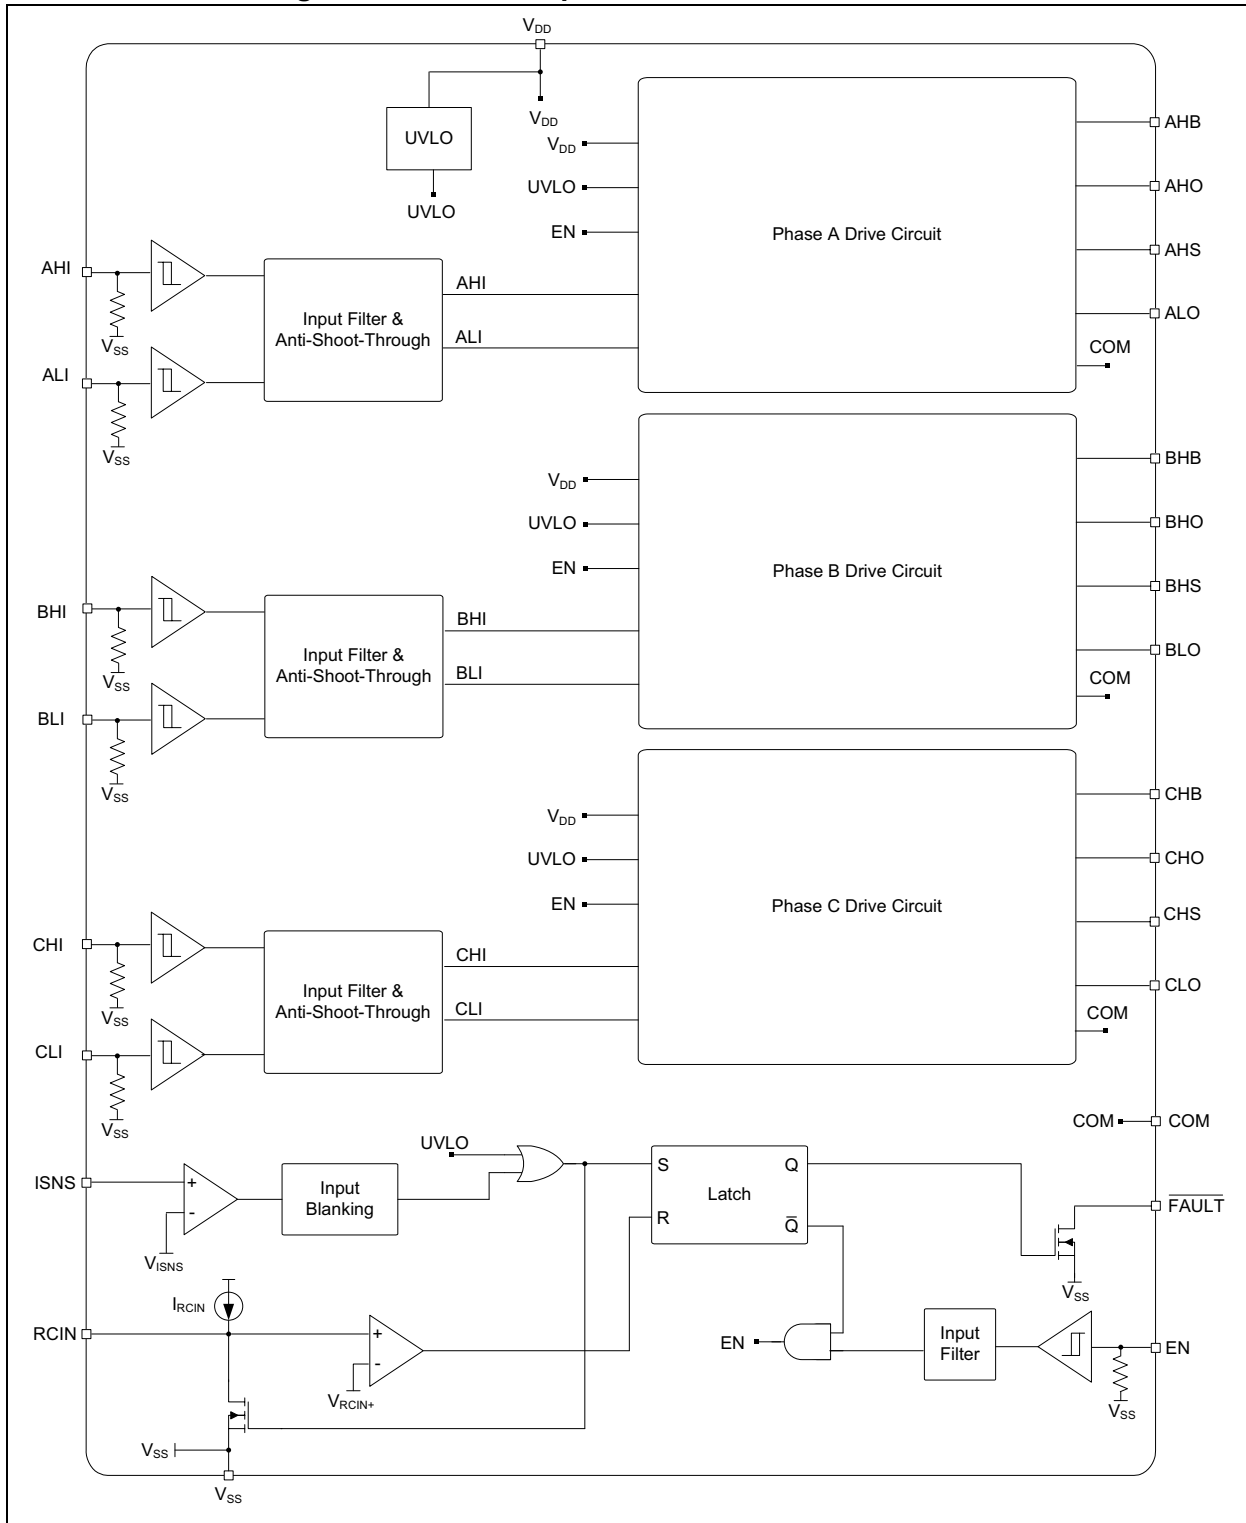 VDD
VDD
UVLO
UVLO
VDD
UVLO
EN
Phase A Drive Circuit
AHB
AHO
AHS
ALO
COM
AHI
VSS
ALI
VSS
Input Filter &
Anti-Shoot-Through
AHI
ALI
VDD
UVLO
EN
Phase B Drive Circuit
BHB
BHO
BHS
BLO
COM
BHI
VSS
BLI
VSS
Input Filter &
Anti-Shoot-Through
BHI
BLI
VDD
UVLO
EN
Phase C Drive Circuit
CHB
CHO
CHS
CLO
COM
CHI
VSS
CLI
VSS
Input Filter &
Anti-Shoot-Through
CHI
CLI
COM
COM
UVLO
ISNS
+
-
VISNS
Input
Blanking
S
Q
Latch
R
Q̅
FAULT
VSS
IRCIN
RCIN
+
-
VRCIN+
EN
Input
Filter
EN
VSS
VSS
VSS